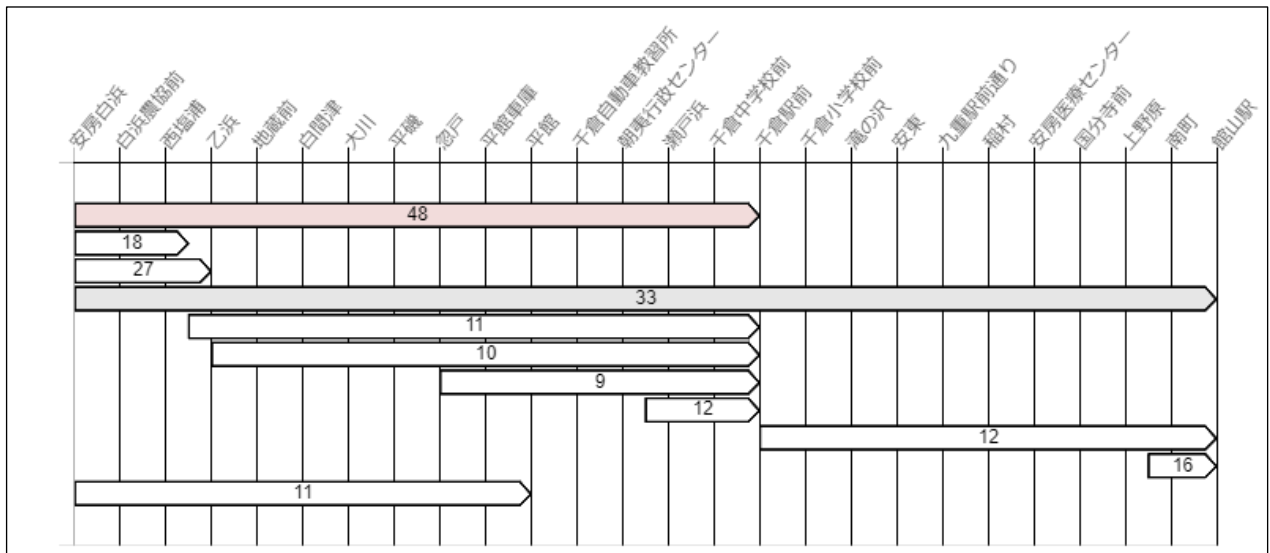 安房白浜
白浜農協前
西塩浦
乙浜
地蔵前
白間津
大川
平磯
忽戸
平館車庫
平館
千倉自動車教習所
朝夷行政センター
瀬戸浜
千倉中学校前
千倉駅前
千倉小学校前
滝の沢
安東
九重駅前通り
稲村
安房医療センター
国分寺前
上野原
南町
館山駅
48
18
27
33
11
10
9
12
12
16
11